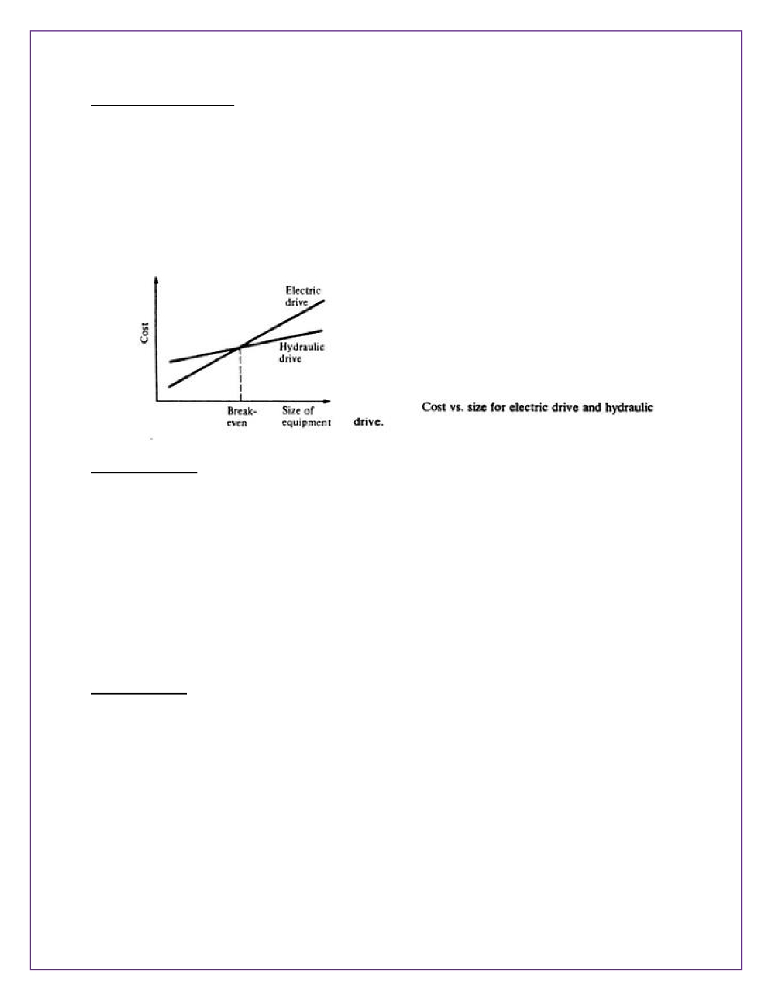 Electric
drive
Cost
Hydraulic
drive
Break-
even
Size of
equipment
Cost vs. size for electric drive and hydraulic
drive.